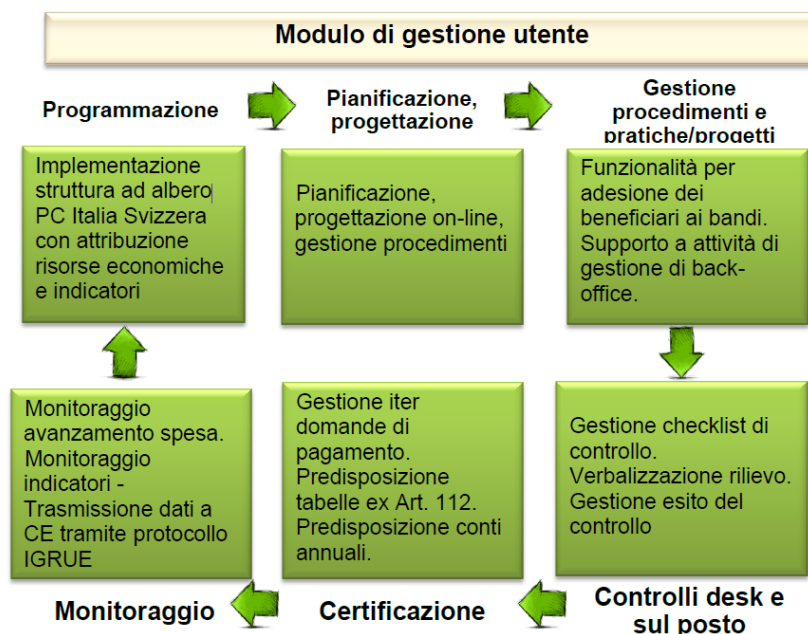 Modulo di gestione utente
Programmazione
Pianificazione,
progettazione
Gestione
procedimenti e
pratiche/progetti
Implementazione
struttura ad albero
PC Italia Svizzera
con attribuzione
risorse economiche
e indicatori
Pianificazione,
progettazione on-line,
gestione procedimenti
Funzionalità per
adesione dei
beneficiari ai bandi.
Supporto a attività di
gestione di back-
office.
Monitoraggio
avanzamento spesa.
Monitoraggio
indicatori -
Trasmissione dati a
CE tramite protocollo
IGRUE
Gestione iter
domande di
pagamento.
Predisposizione
tabelle ex Art. 112.
Predisposizione conti
annuali.
Gestione checklist di
controllo.
Verbalizzazione rilievo.
Gestione esito del
controllo
Monitoraggio
Certificazione
Controlli desk e
sul posto